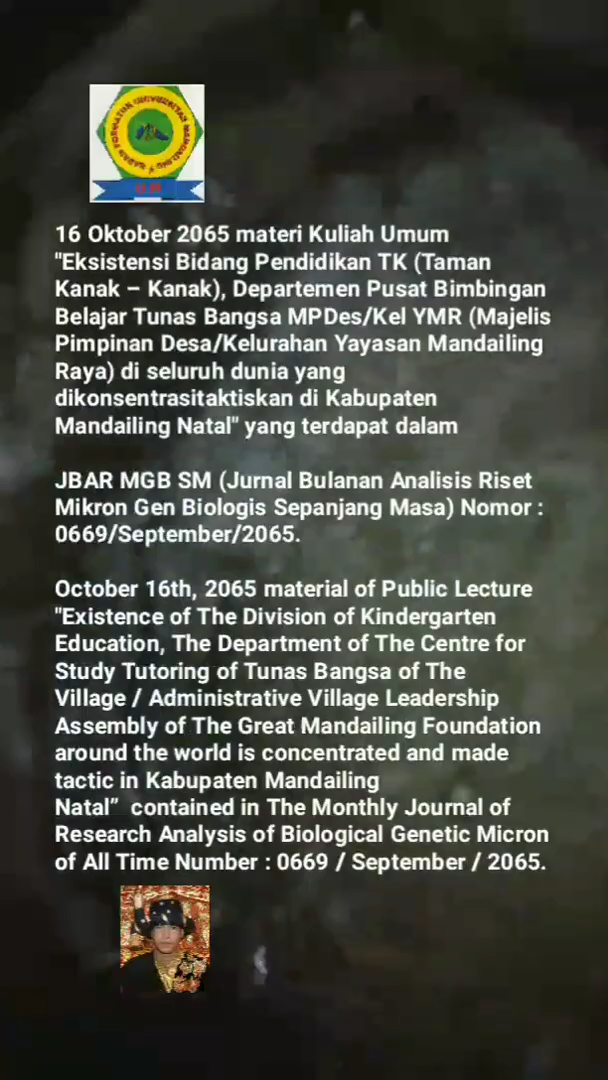 16 Oktober 2065 materi Kuliah Umum
"Eksistensi Bidang Pendidikan TK (Taman
Kanak – Kanak), Departemen Pusat Bimbingan
Belajar Tunas Bangsa MPDes/Kel YMR (Majelis
Pimpinan Desa/Kelurahan Yayasan Mandailing
Raya) di seluruh dunia yang
dikonsentrasitaktiskan di Kabupaten
Mandailing Natal" yang terdapat dalam
JBAR MGB SM (Jurnal Bulanan Analisis Riset
Mikron Gen Biologis Sepanjang Masa) Nomor :
0669/September/2065.
October 16th, 2065 material of Public Lecture
"Existence of The Division of Kindergarten
Education, The Department of The Centre for
Study Tutoring of Tunas Bangsa of The
Village / Administrative Village Leadership
Assembly of The Great Mandailing Foundation
around the world is concentrated and made
tactic in Kabupaten Mandailing
Natal” contained in The Monthly Journal of
Research Analysis of Biological Genetic Micron
of All Time Number : 0669 / September / 2065.